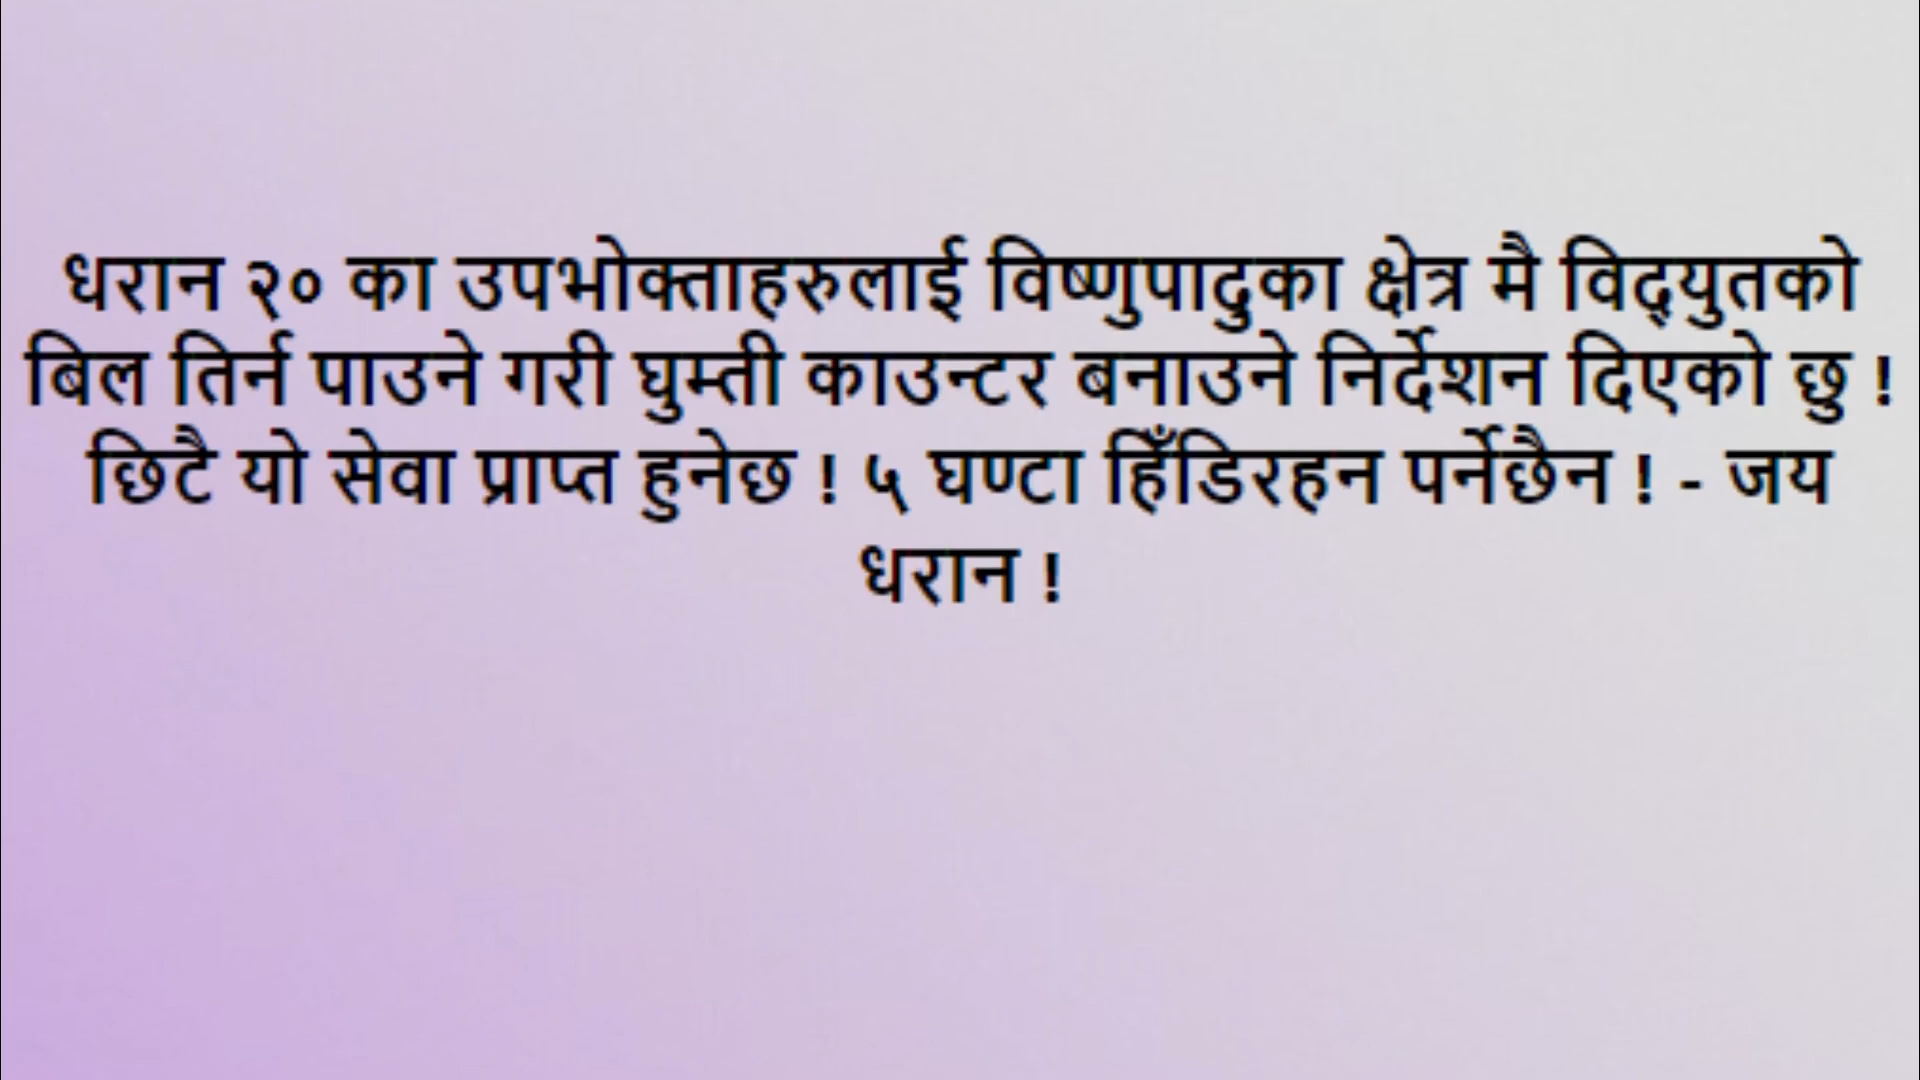 धरान २० का उपभोक्ताहरुलाई विष्णुपादुका क्षेत्र मै विद्‌युतको
बिल तिर्न पाउने गरी घुम्ती काउन्टर बनाउने निर्देशन दिएको छु !
छिटै यो सेवा प्राप्त हुनेछ ! ५ घण्टा हिँडिरहन पर्नेछैन ! - जय
धरान !